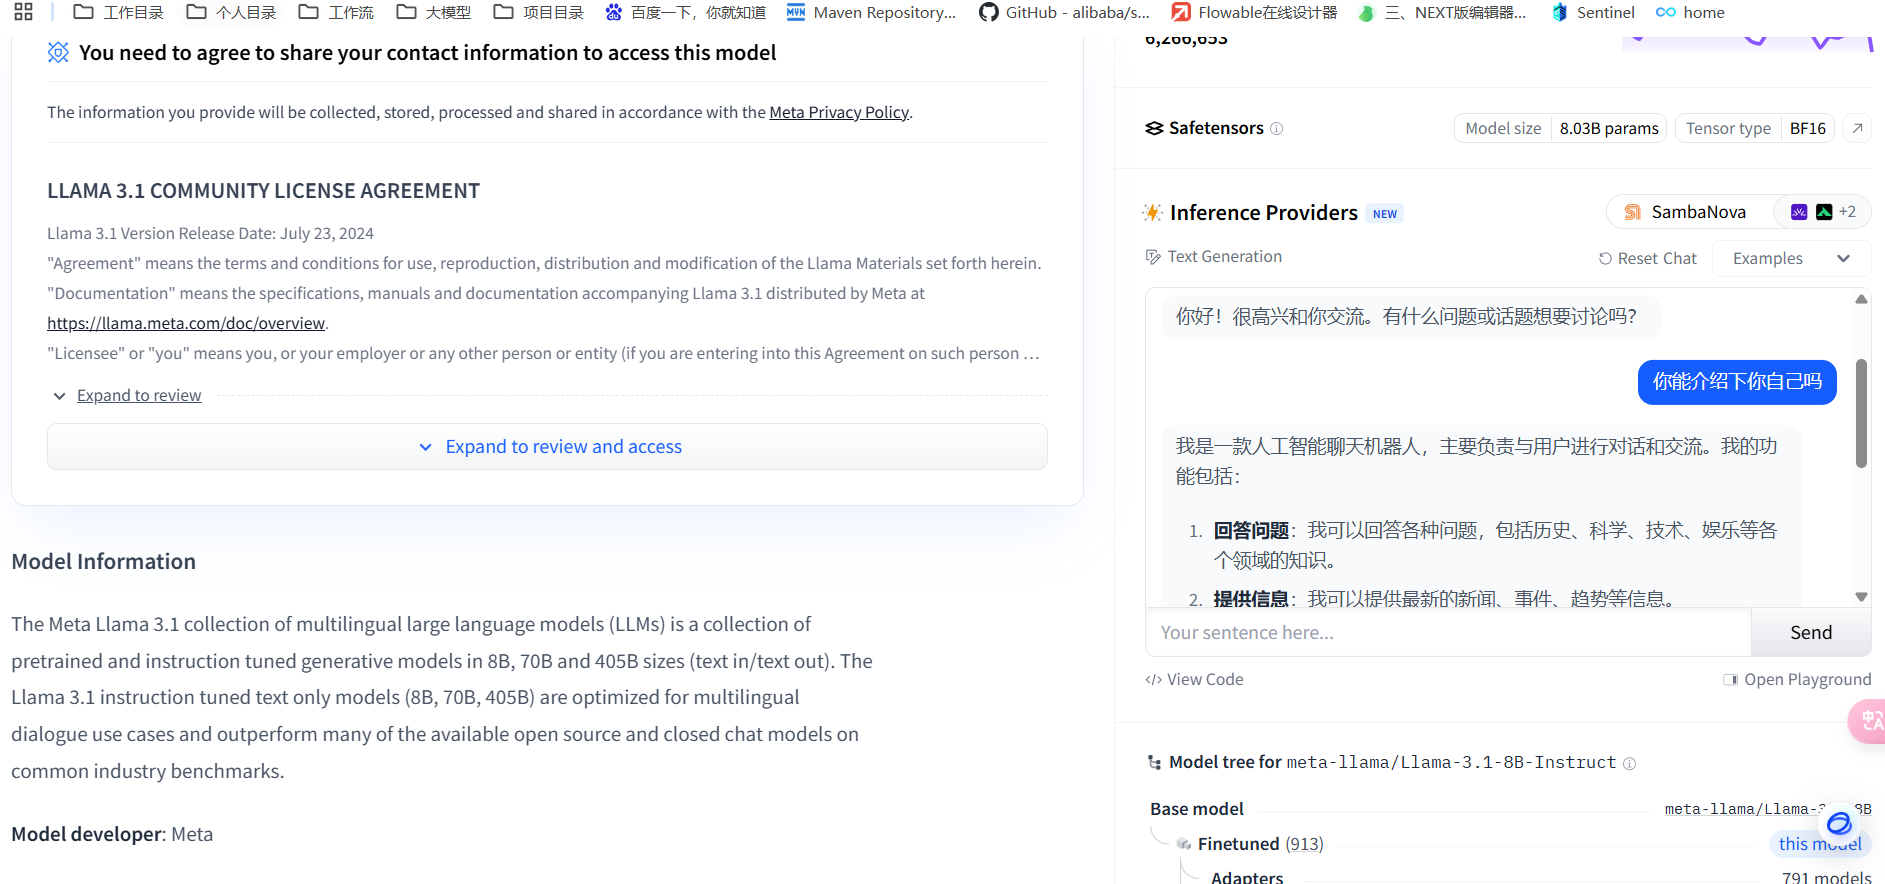 工作目录 个人目录 工作流 大模型 项目目录 百度一下，你就知道 Maven Repository... GitHub - alibaba/s... Flowable在线设计器 三、NEXT版编辑器... Sentinel home
You need to agree to share your contact information to access this model
The information you provide will be collected, stored, processed and shared in accordance with the Meta Privacy Policy.
LLAMA 3.1 COMMUNITY LICENSE AGREEMENT
Llama 3.1 Version Release Date: July 23, 2024
"Agreement" means the terms and conditions for use, reproduction, distribution and modification of the Llama Materials set forth herein.
"Documentation" means the specifications, manuals and documentation accompanying Llama 3.1 distributed by Meta at
https://llama.meta.com/doc/overview.
"Licensee" or "you" means you, or your employer or any other person or entity (if you are entering into this Agreement on such person …
Expand to review
Expand to review and access
Model Information
The Meta Llama 3.1 collection of multilingual large language models (LLMs) is a collection of
pretrained and instruction tuned generative models in 8B, 70B and 405B sizes (text in/text out). The
Llama 3.1 instruction tuned text only models (8B, 70B, 405B) are optimized for multilingual
dialogue use cases and outperform many of the available open source and closed chat models on
common industry benchmarks.
Model developer: Meta
6,266,653
Safetensors Model size 8.03B params Tensor type BF16
Inference Providers NEW SambaNova +2
Text Generation Reset Chat Examples
你好！很高兴和你交流。有什么问题或话题想要讨论吗？
你能介绍下你自己吗
我是一款人工智能聊天机器人，主要负责与用户进行对话和交流。我的功
能包括：
1. 回答问题：我可以回答各种问题，包括历史、科学、技术、娱乐等各
个领域的知识。
2. 提供信息：我可以提供最新的新闻、事件、趋势等信息。
Your sentence here... Send
</> View Code Open Playground
Model tree for meta-llama/Llama-3.1-8B-Instruct
Base model meta-llama/Llama-3. 8B
Finetuned (913) this model
Adapters 791 models